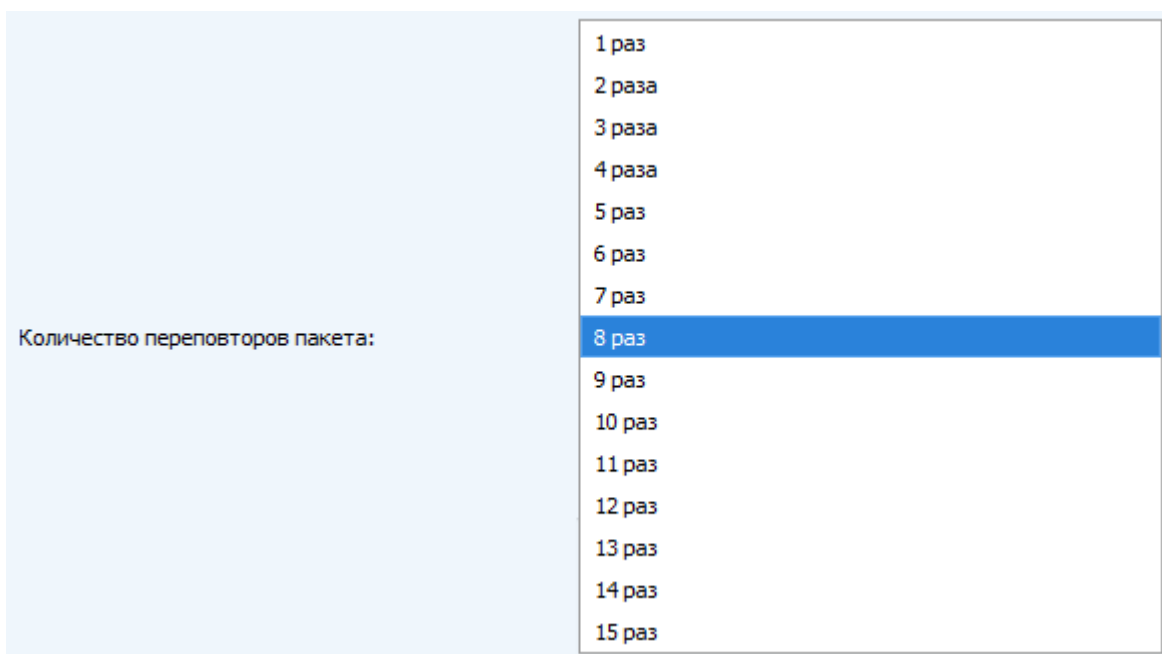 1 раз
2 раза
3 раза
4 раза
5 раз
6 раз
7 раз
Количество переповторов пакета:
8 раз
9 раз
10 раз
11 раз
12 раз
13 раз
14 раз
15 раз